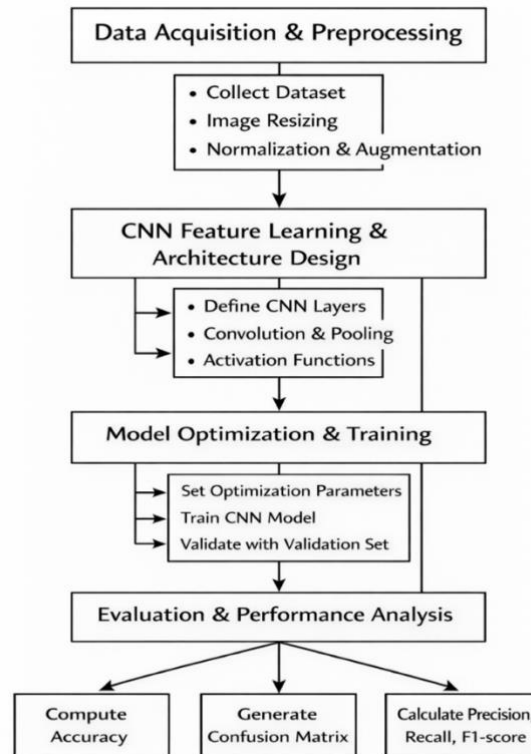 Data Acquisition & Preprocessing
• Collect Dataset
• Image Resizing
• Normalization & Augmentation
CNN Feature Learning &
Architecture Design
• Define CNN Layers
• Convolution & Pooling
• Activation Functions
Model Optimization & Training
Set Optimization Parameters
Train CNN Model
Validate with Validation Set
Evaluation & Performance Analysis
Compute
Accuracy
Generate
Confusion Matrix
Calculate Precision,
Recall, F1-score